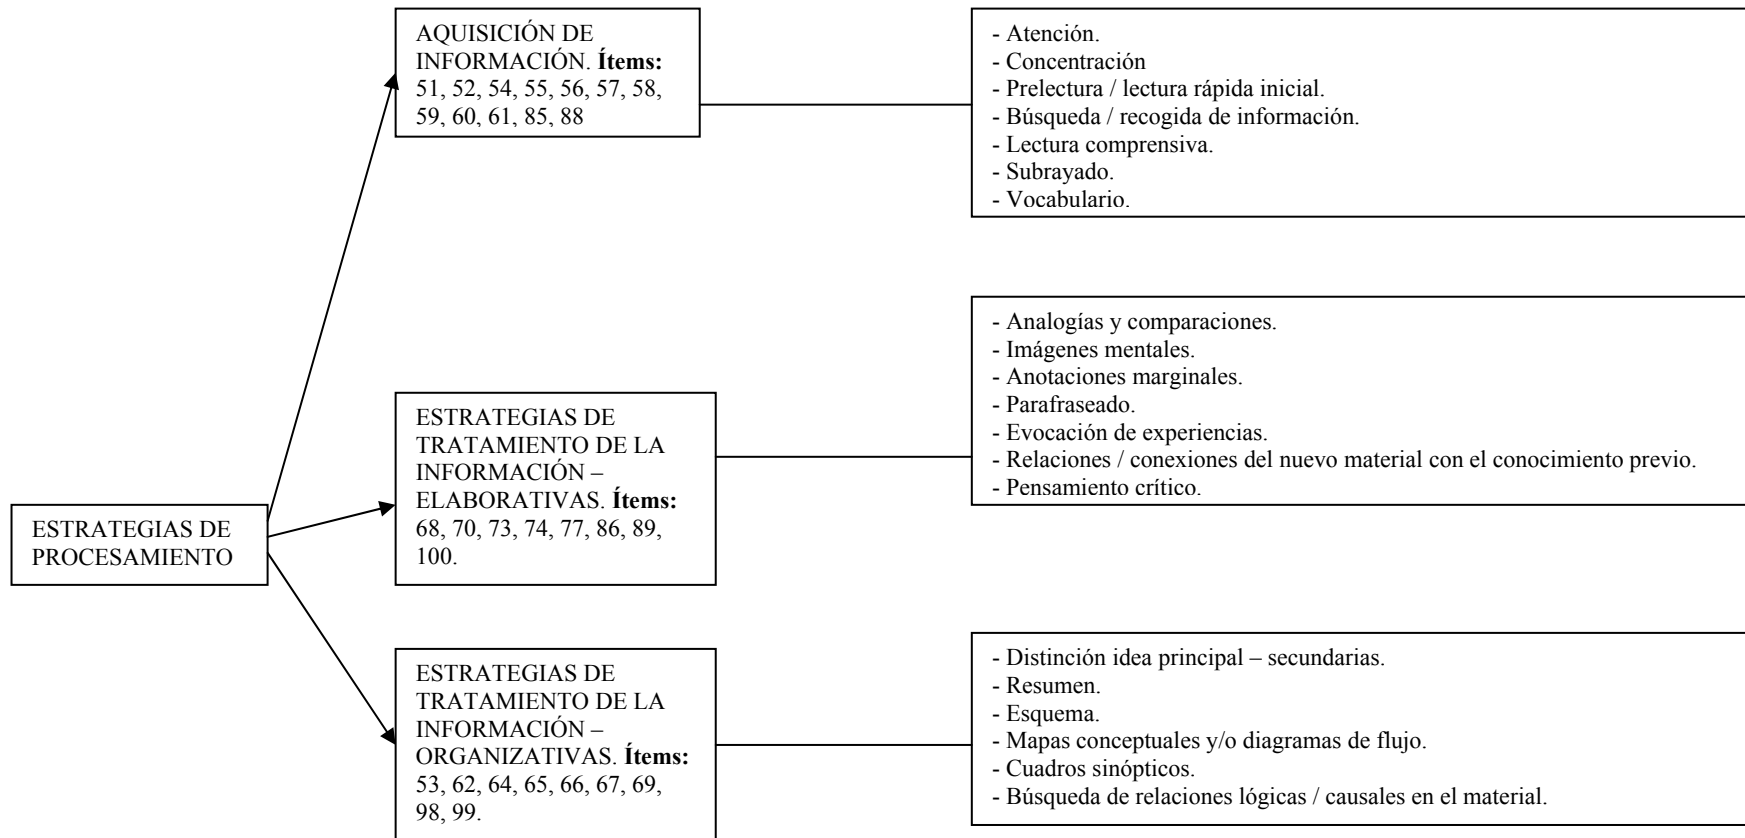 AQUISICIÓN DE
INFORMACIÓN. Ítems:
51, 52, 54, 55, 56, 57, 58,
59, 60, 61, 85, 88
- Atención.
- Concentración
- Prelectura / lectura rápida inicial.
- Búsqueda / recogida de información.
- Lectura comprensiva.
- Subrayado.
- Vocabulario.
ESTRATEGIAS DE
PROCESAMIENTO
ESTRATEGIAS DE
TRATAMIENTO DE LA
INFORMACIÓN –
ELABORATIVAS. Ítems:
68, 70, 73, 74, 77, 86, 89,
100.
- Analogías y comparaciones.
- Imágenes mentales.
- Anotaciones marginales.
- Parafraseado.
- Evocación de experiencias.
- Relaciones / conexiones del nuevo material con el conocimiento previo.
- Pensamiento crítico.
ESTRATEGIAS DE
TRATAMIENTO DE LA
INFORMACIÓN –
ORGANIZATIVAS. Ítems:
53, 62, 64, 65, 66, 67, 69,
98, 99.
- Distinción idea principal – secundarias.
- Resumen.
- Esquema.
- Mapas conceptuales y/o diagramas de flujo.
- Cuadros sinópticos.
- Búsqueda de relaciones lógicas / causales en el material.